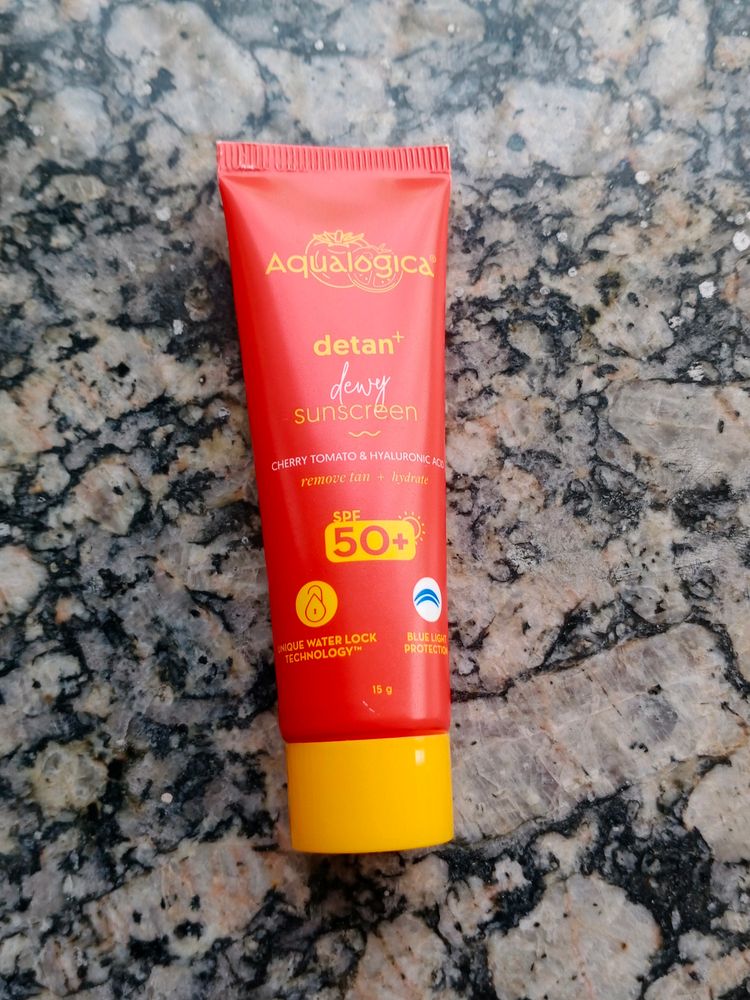 Aqualogica®
detan+
dewy
sunscreen
CHERRY TOMATO & HYALURONIC ACID
remove tan + hydrate
SPF
50+
UNIQUE WATER LOCK
TECHNOLOGY™
BLUE LIGHT
PROTECTION
15 g